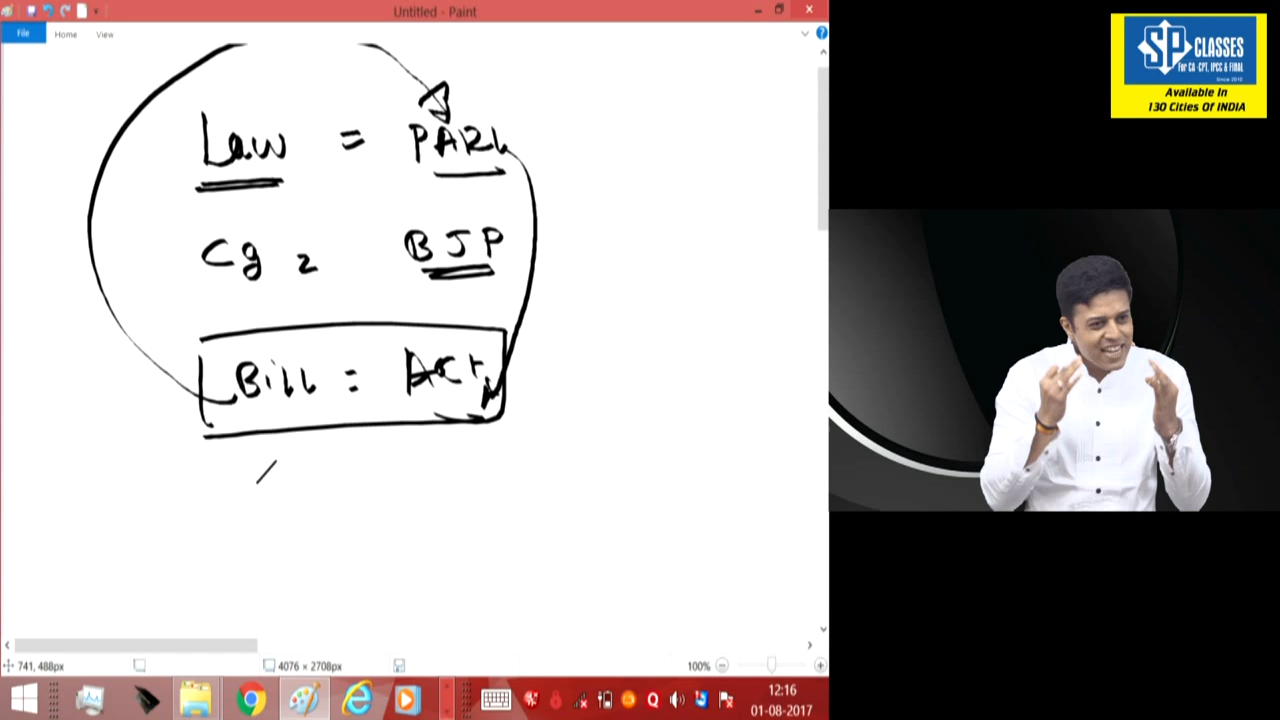 Untitled - Paint
File Home View
SP CLASSES
For CA -CPT, IPCC & FINAL
Since 2010
Available In
130 Cities Of INDIA
Law = PARL
Cg 2 BJP
Bill = Act
741, 488px 4076 × 2708px 100%
12:16
01-08-2017